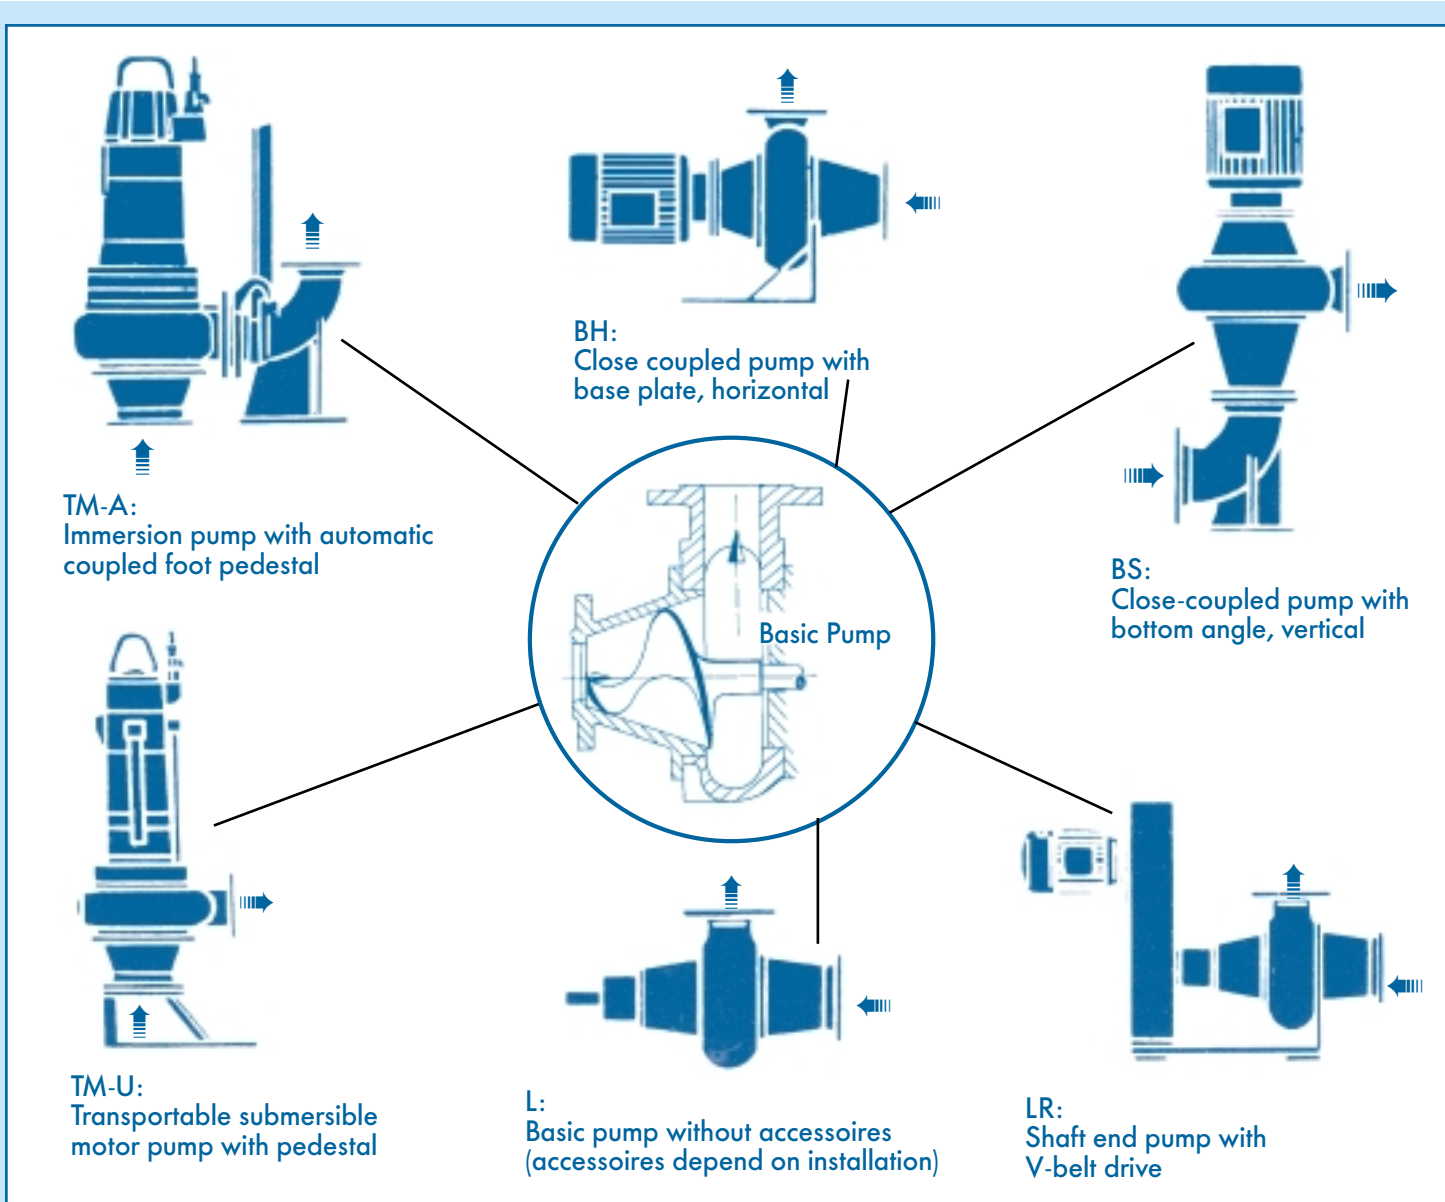 BH:
Close coupled pump with
base plate, horizontal
TM-A:
Immersion pump with automatic
coupled foot pedestal
BS:
Close-coupled pump with
bottom angle, vertical
Basic Pump
TM-U:
Transportable submersible
motor pump with pedestal
L:
Basic pump without accessoires
(accessoires depend on installation)
LR:
Shaft end pump with
V-belt drive